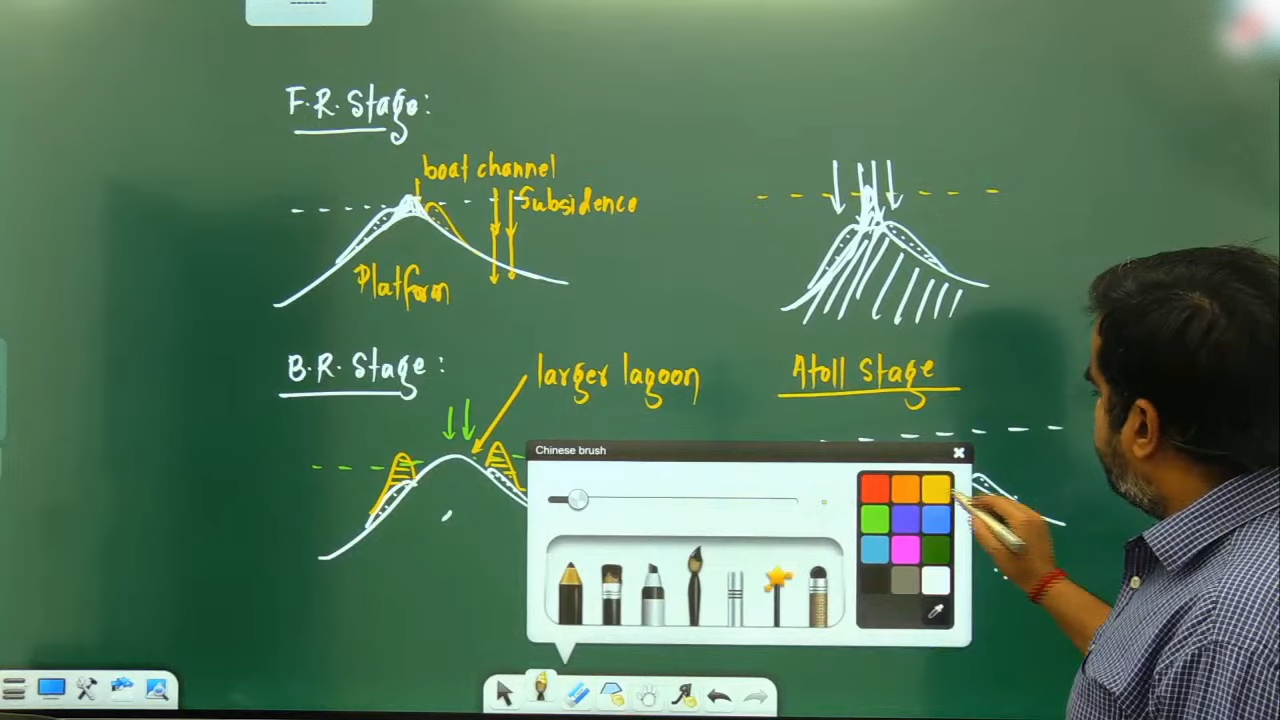 F.R. Stage:
boat channel
Subsidence
Platform
B.R. Stage:
larger lagoon
Atoll Stage
Chinese brush